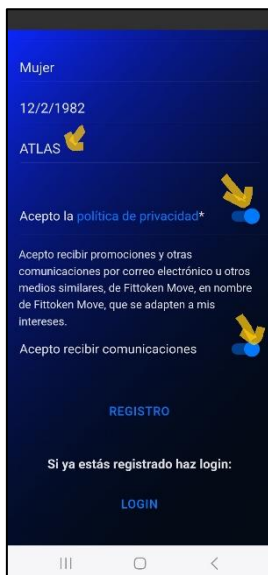 Mujer
12/2/1982
ATLAS
Acepto la política de privacidad*
Acepto recibir promociones y otras
comunicaciones por correo electrónico u otros
medios similares, de Fittoken Move, en nombre
de Fittoken Move, que se adapten a mis
intereses.
Acepto recibir comunicaciones
REGISTRO
Si ya estás registrado haz login:
LOGIN